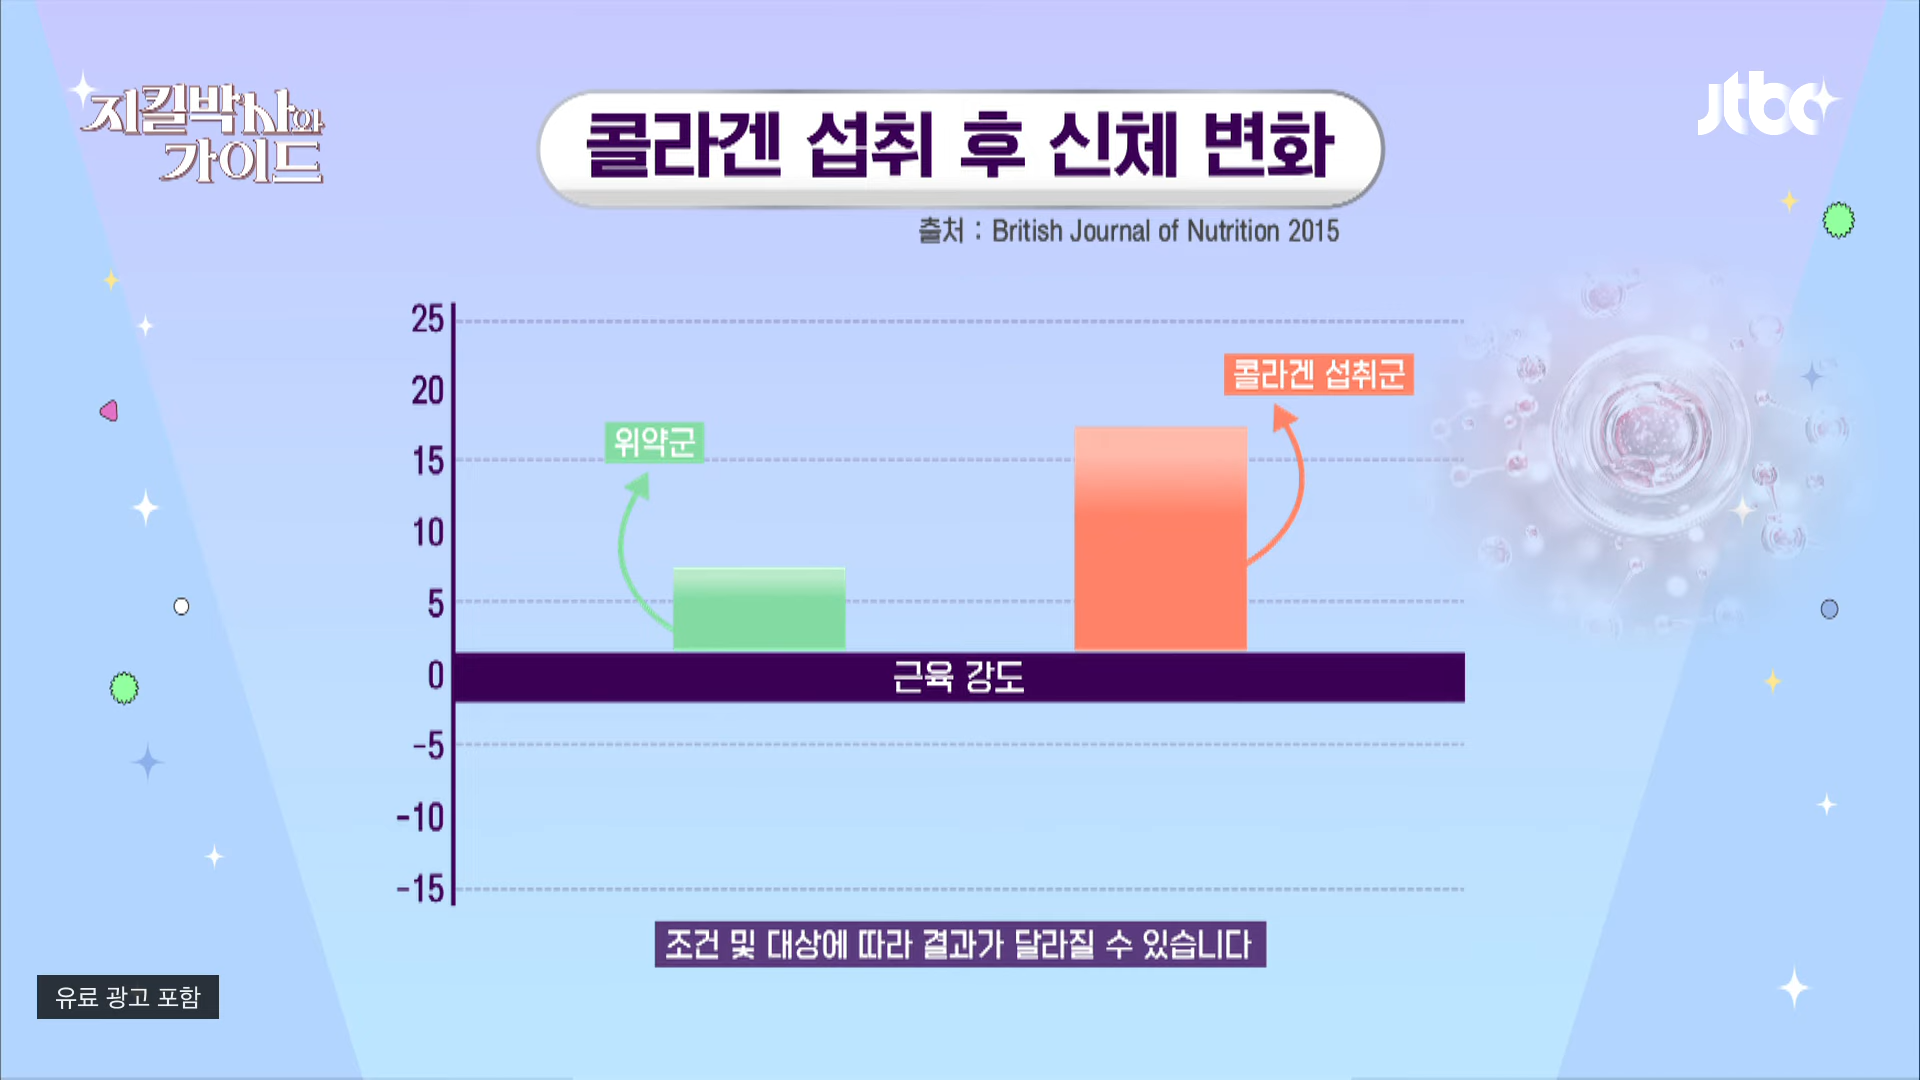 지킬박사와
가이드
jtbc
콜라겐 섭취 후 신체 변화
출처 : British Journal of Nutrition 2015
25
20
15
10
5
0
-5
-10
-15
위약군
콜라겐 섭취군
근육 강도
조건 및 대상에 따라 결과가 달라질 수 있습니다
유료 광고 포함